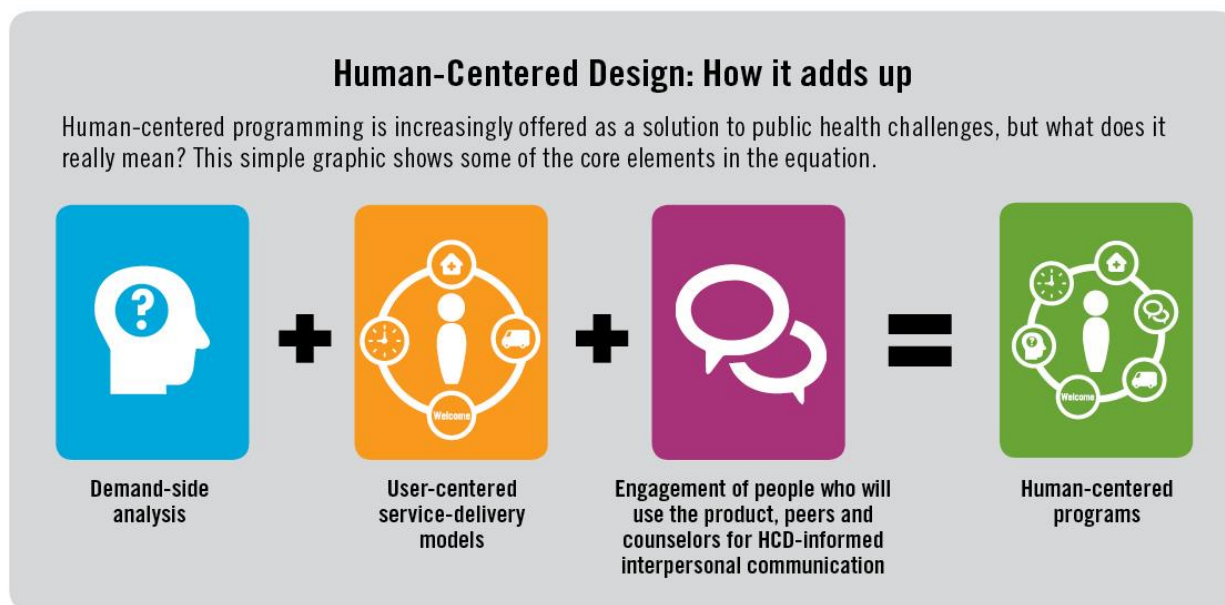 Human-Centered Design: How it adds up
Human-centered programming is increasingly offered as a solution to public health challenges, but what does it
really mean? This simple graphic shows some of the core elements in the equation.
?
+
Welcome
+
=
?
Welcome
Demand-side
analysis
User-centered
service-delivery
models
Engagement of people who will
use the product, peers and
counselors for HCD-informed
interpersonal communication
Human-centered
programs